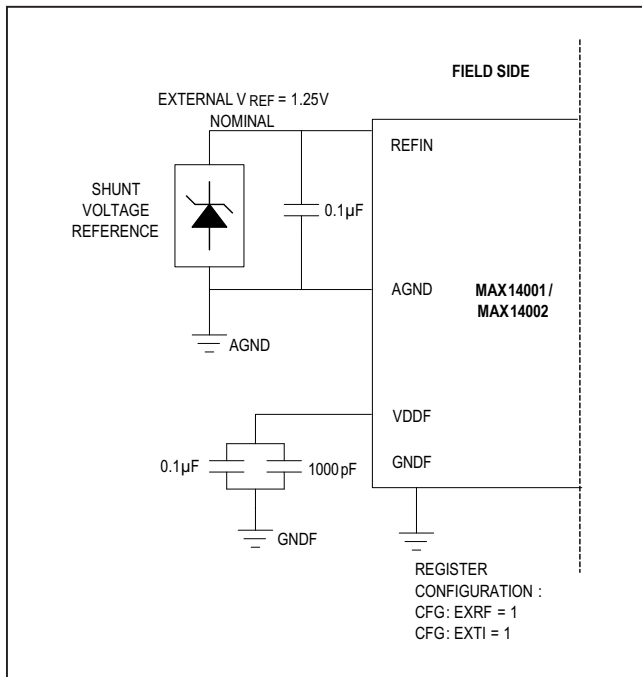 FIELD SIDE
EXTERNAL V REF = 1.25V
NOMINAL
REFIN
SHUNT
VOLTAGE
REFERENCE
0.1µF
AGND
MAX14001/
MAX14002
AGND
VDDF
0.1µF
1000pF
GNDF
GNDF
REGISTER
CONFIGURATION :
CFG: EXRF = 1
CFG: EXTI = 1